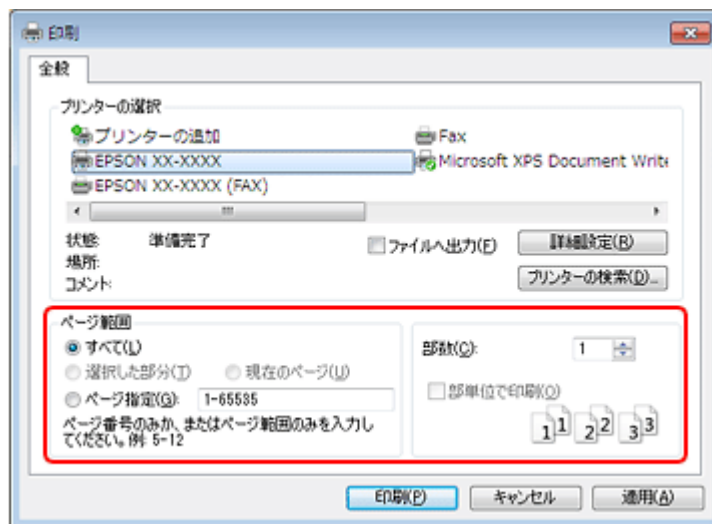 印刷
全般
プリンターの選択
プリンターの追加
Fax
EPSON XX-XXXX
Microsoft XPS Document Write
EPSON XX-XXXX (FAX)
状態: 準備完了
ファイルへ出力(F)
詳細設定(R)
場所:
コメント:
プリンターの検索(D)...
ページ範囲
すべて(L)
選択した部分(T)
現在のページ(U)
ページ指定(G): 1-65535
ページ番号のみか、またはページ範囲のみを入力し
てください。例: 5-12
部数(C): 1
部単位で印刷(O)
1 1 2 2 3 3
印刷(P)
キャンセル
適用(A)